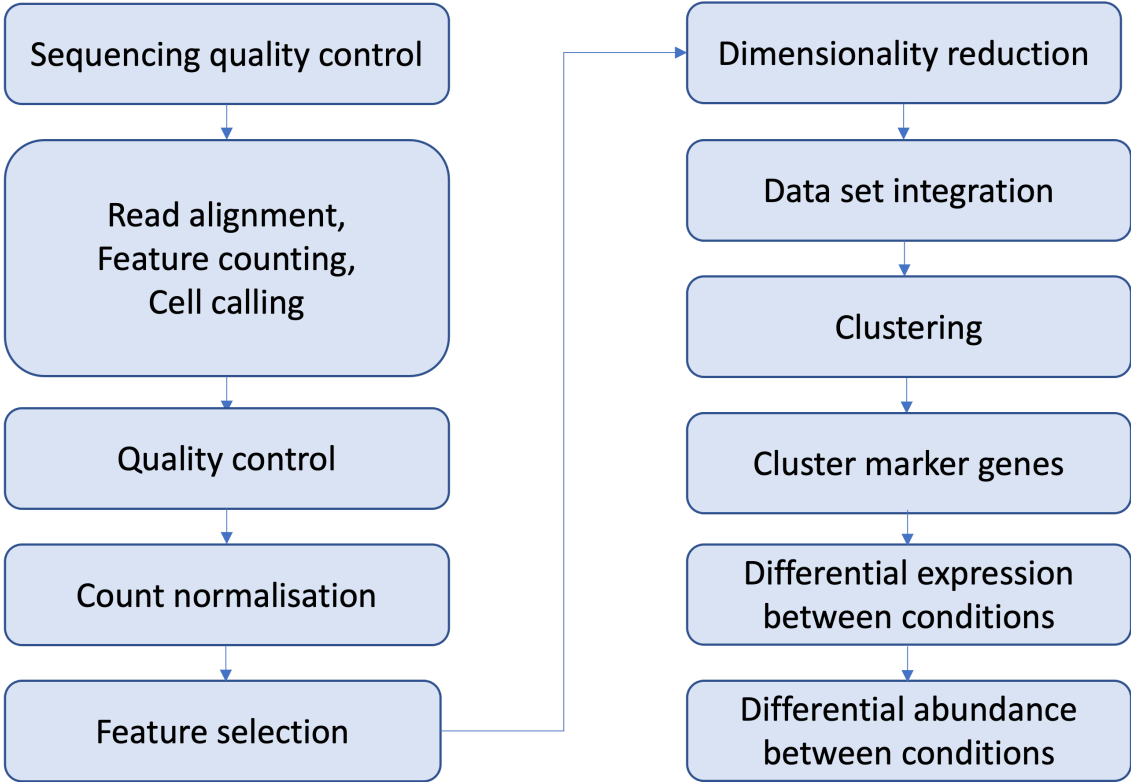 Sequencing quality control
Read alignment,
Feature counting,
Cell calling
Quality control
Count normalisation
Feature selection
Dimensionality reduction
Data set integration
Clustering
Cluster marker genes
Differential expression
between conditions
Differential abundance
between conditions